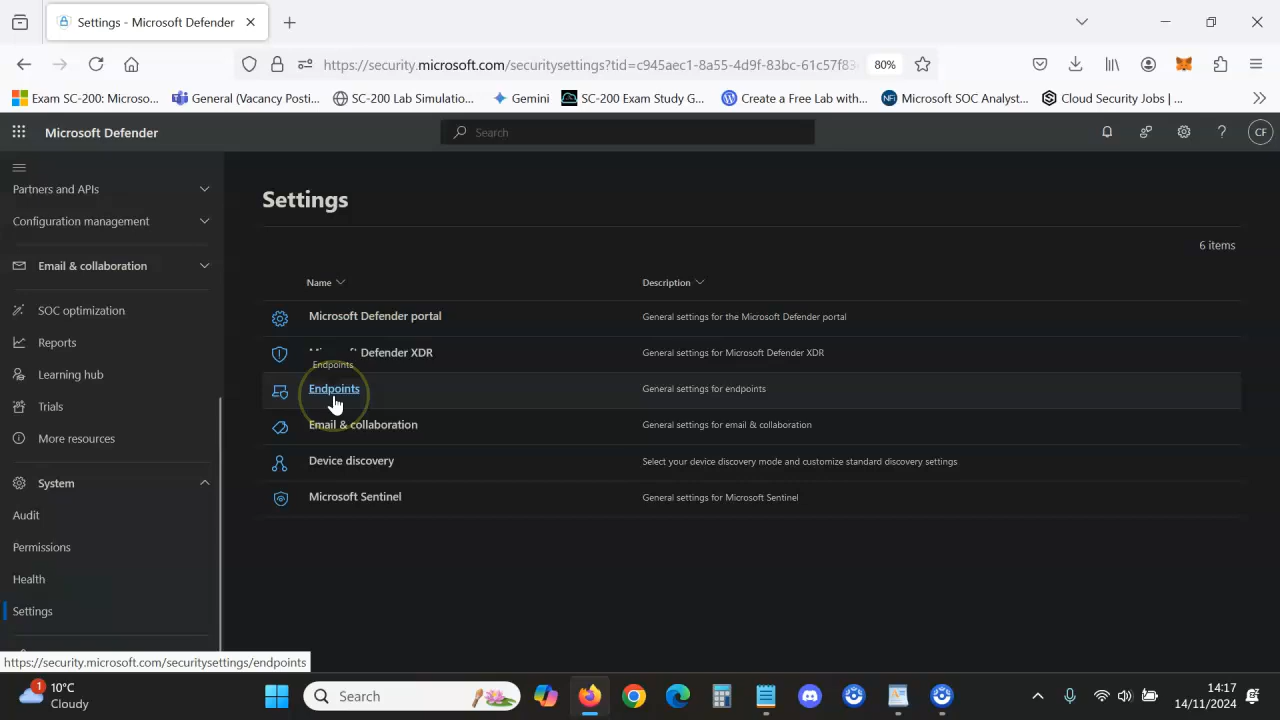 Settings - Microsoft Defender
https://security.microsoft.com/securitysettings?tid=c945aec1-8a55-4d9f-83bc-61c57f83
80%
Exam SC-200: Microso...
General (Vacancy Posti...
SC-200 Lab Simulatio...
Gemini
SC-200 Exam Study G...
Create a Free Lab with...
Microsoft SOC Analyst...
Cloud Security Jobs | ...
Microsoft Defender
Search
CF
Partners and APIs
Configuration management
Email & collaboration
SOC optimization
Reports
Learning hub
Trials
More resources
System
Audit
Permissions
Health
Settings
Settings
6 items
Name
Description
Microsoft Defender portal
General settings for the Microsoft Defender portal
Microsoft Defender XDR
General settings for Microsoft Defender XDR
Endpoints
Endpoints
General settings for endpoints
Email & collaboration
General settings for email & collaboration
Device discovery
Select your device discovery mode and customize standard discovery settings
Microsoft Sentinel
General settings for Microsoft Sentinel
https://security.microsoft.com/securitysettings/endpoints
1
10°C
Cloudy
Search
14:17
14/11/2024